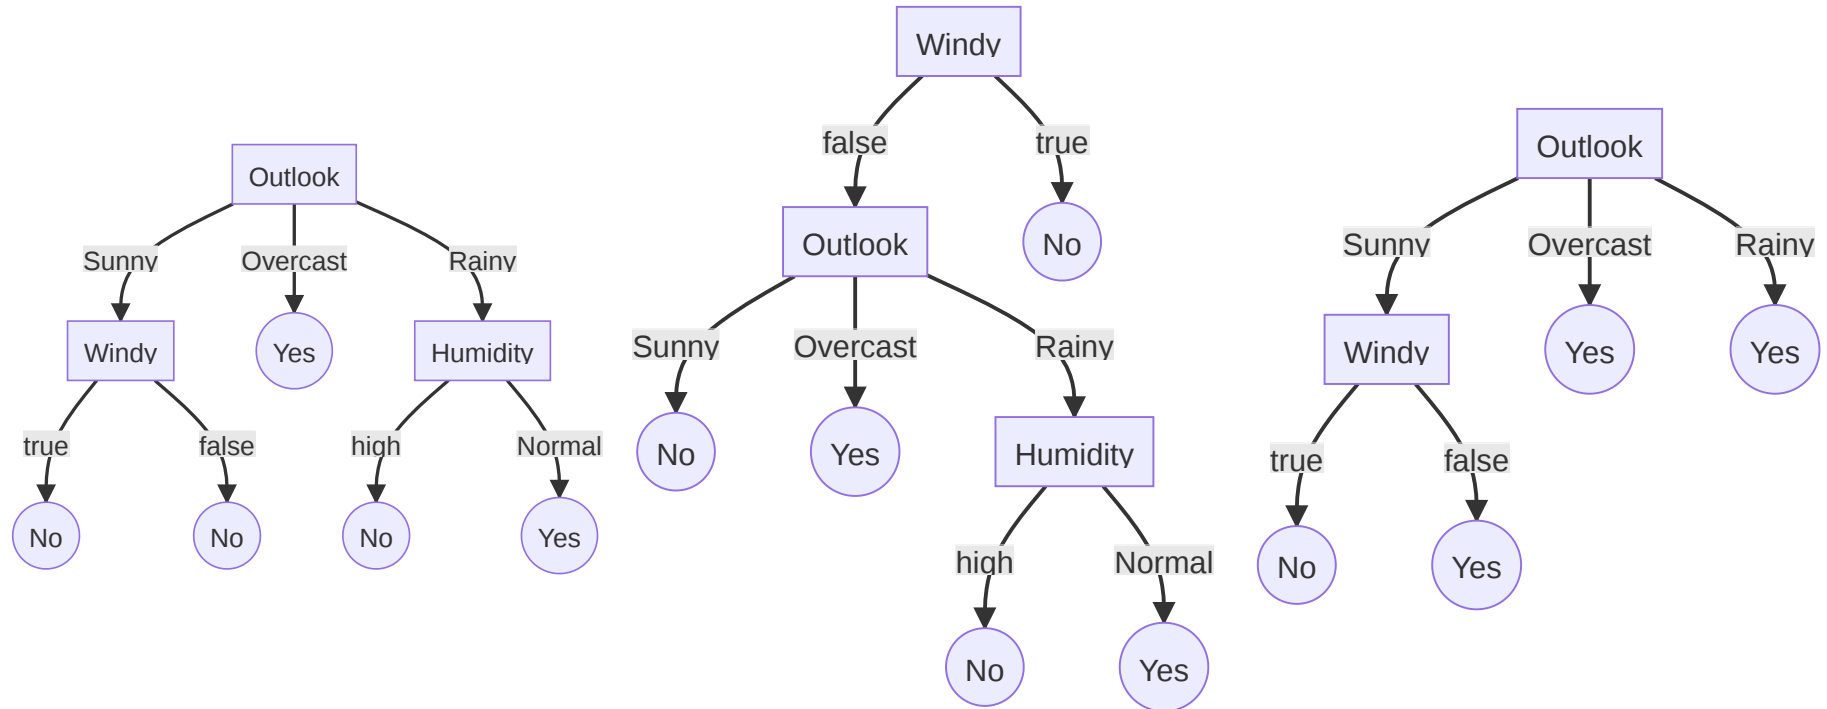 Outlook
Sunny
Overcast
Rainy
Windy
Yes
Humidity
true
false
high
Normal
No
No
No
Yes
Windy
false
true
Outlook
No
Sunny
Overcast
Rainy
No
Yes
Humidity
high
Normal
No
Yes
Outlook
Sunny
Overcast
Rainy
Windy
Yes
Yes
true
false
No
Yes